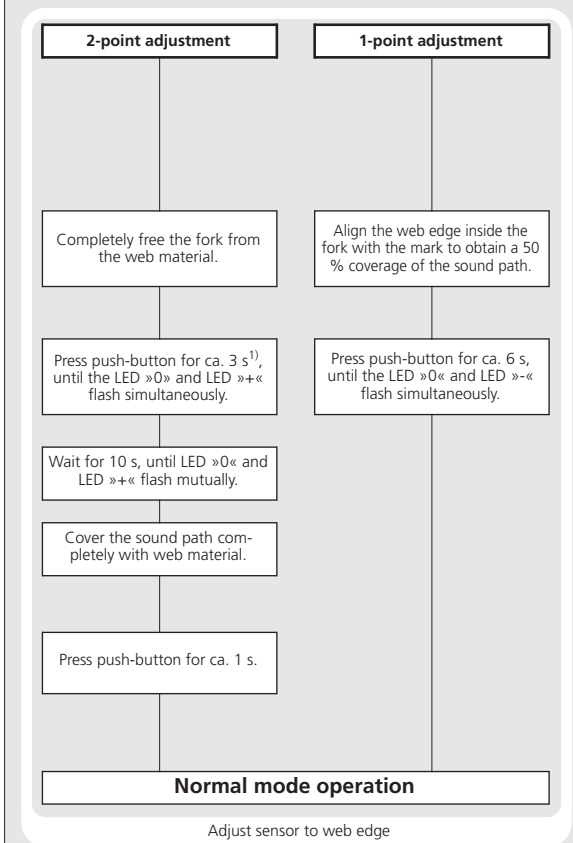 2-point adjustment
1-point adjustment
Completely free the fork from
the web material.
Align the web edge inside the
fork with the mark to obtain a 50
% coverage of the sound path.
Press push-button for ca. 3 s1),
until the LED »0» and LED »+«
flash simultaneously.
Press push-button for ca. 6 s,
until the LED »0« and LED »-«
flash simultaneously.
Wait for 10 s, until LED »0« and
LED »+« flash mutually.
Cover the sound path com-
pletely with web material.
Press push-button for ca. 1 s.
Normal mode operation
Adjust sensor to web edge